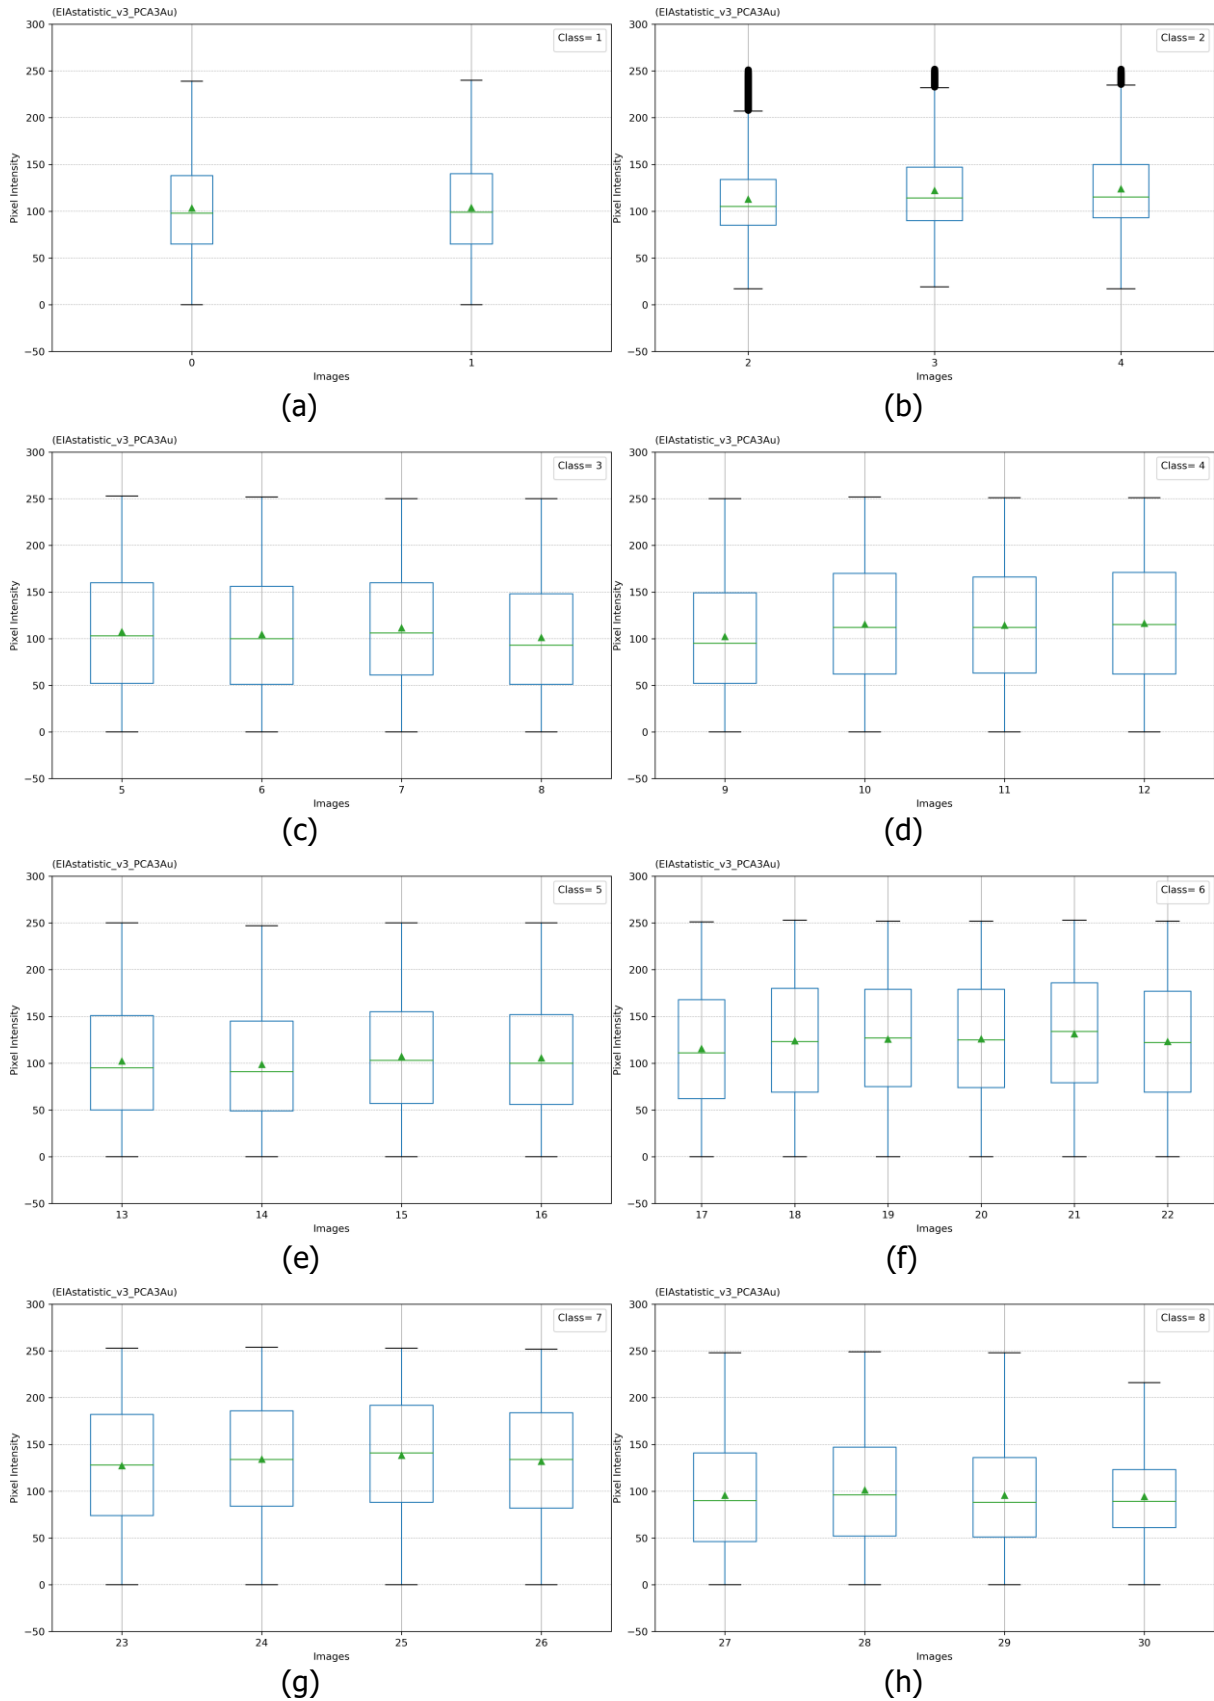 (EIAstatistic_v3_PCA3Au)
Class= 1
300
250
200
150
100
50
0
−50
Pixel Intensity
0 1
Images
(a)
(EIAstatistic_v3_PCA3Au)
Class= 2
300
250
200
150
100
50
0
−50
Pixel Intensity
2 3 4
Images
(b)
(EIAstatistic_v3_PCA3Au)
Class= 3
300
250
200
150
100
50
0
−50
Pixel Intensity
5 6 7 8
Images
(c)
(EIAstatistic_v3_PCA3Au)
Class= 4
300
250
200
150
100
50
0
−50
Pixel Intensity
9 10 11 12
Images
(d)
(EIAstatistic_v3_PCA3Au)
Class= 5
300
250
200
150
100
50
0
−50
Pixel Intensity
13 14 15 16
Images
(e)
(EIAstatistic_v3_PCA3Au)
Class= 6
300
250
200
150
100
50
0
−50
Pixel Intensity
17 18 19 20 21 22
Images
(f)
(EIAstatistic_v3_PCA3Au)
Class= 7
300
250
200
150
100
50
0
−50
Pixel Intensity
23 24 25 26
Images
(g)
(EIAstatistic_v3_PCA3Au)
Class= 8
300
250
200
150
100
50
0
−50
Pixel Intensity
27 28 29 30
Images
(h)